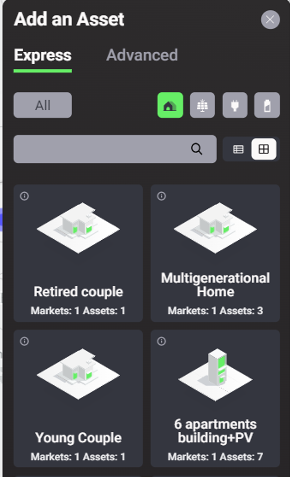 Add an Asset
Express
Advanced
All
Retired couple
Markets: 1 Assets: 1
Multigenerational
Home
Markets: 1 Assets: 3
Young Couple
Markets: 1 Assets: 1
6 apartments
building+PV
Markets: 1 Assets: 7